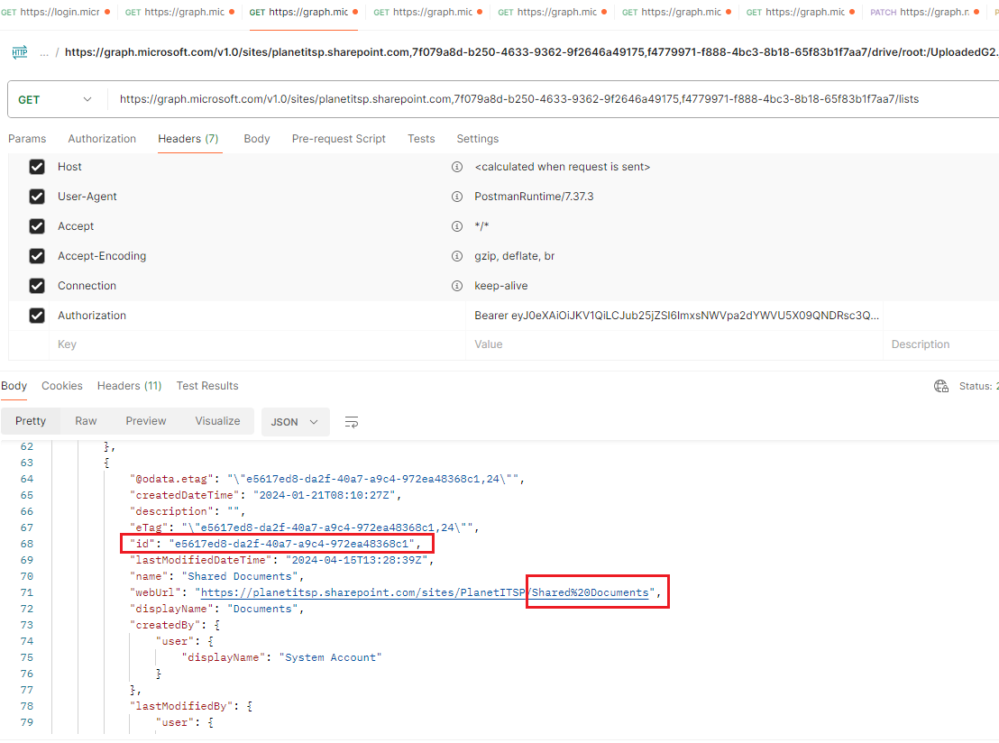 GET https://login.micr GET https://graph.mic GET https://graph.mic GET https://graph.mic GET https://graph.mic GET https://graph.mic GET https://graph.mic PATCH https://graph.n
HTTP ... / https://graph.microsoft.com/v1.0/sites/planetitsp.sharepoint.com,7f079a8d-b250-4633-9362-9f2646a49175,f4779971-f888-4bc3-8b18-65f83b1f7aa7/drive/root:/UploadedG2.
GET https://graph.microsoft.com/v1.0/sites/planetitsp.sharepoint.com,7f079a8d-b250-4633-9362-9f2646a49175,f4779971-f888-4bc3-8b18-65f83b1f7aa7/lists
Params Authorization Headers (7) Body Pre-request Script Tests Settings
Host <calculated when request is sent>
User-Agent PostmanRuntime/7.37.3
Accept */*
Accept-Encoding gzip, deflate, br
Connection keep-alive
Authorization Bearer eyJ0eXAiOiJKV1QiLCJub25jZSI6ImxsNWVpa2dYWVU5X09QNDRsc3Q...
Key Value Description
Body Cookies Headers (11) Test Results Status: 2
Pretty Raw Preview Visualize JSON
62 },
63 {
64 "@odata.etag": "\"e5617ed8-da2f-40a7-a9c4-972ea48368c1,24\"",
65 "createdDateTime": "2024-01-21T08:10:27Z",
66 "description": "",
67 "eTag": "\"e5617ed8-da2f-40a7-a9c4-972ea48368c1,24\"",
68 "id": "e5617ed8-da2f-40a7-a9c4-972ea48368c1",
69 "lastModifiedDateTime": "2024-04-15T13:28:39Z",
70 "name": "Shared Documents",
71 "webUrl": "https://planetitsp.sharepoint.com/sites/PlanetITSP/Shared%20Documents",
72 "displayName": "Documents",
73 "createdBy": {
74 "user": {
75 "displayName": "System Account"
76 }
77 },
78 "lastModifiedBy": {
79 "user": {